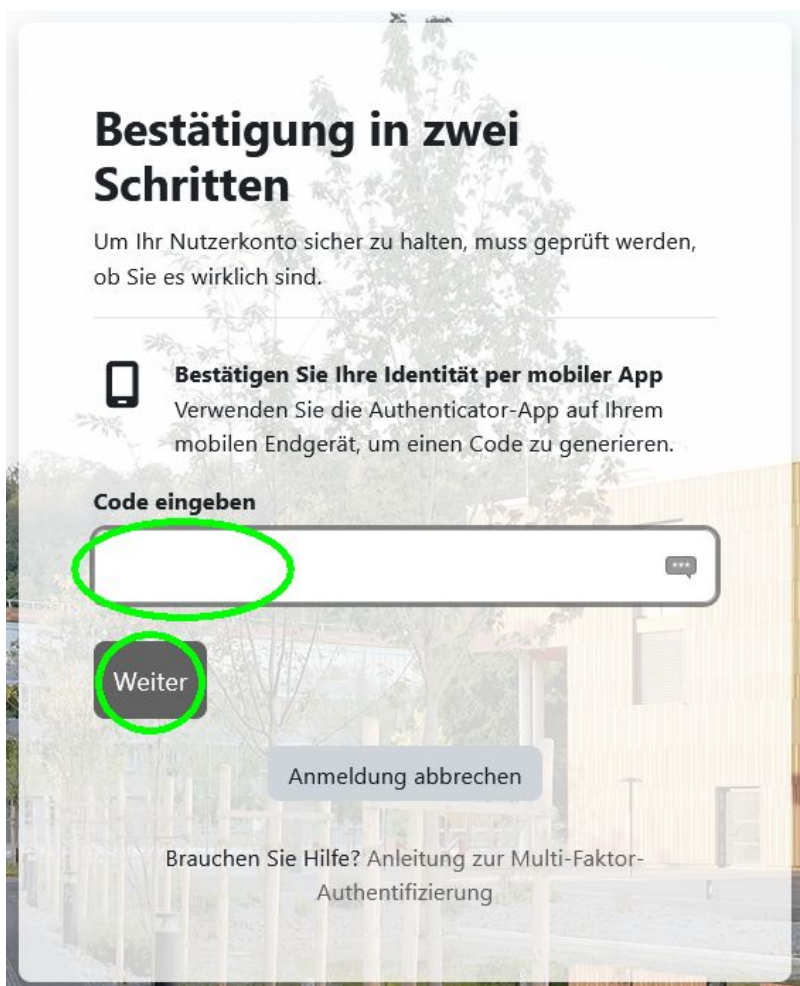 Bestätigung in zwei
Schritten
Um Ihr Nutzerkonto sicher zu halten, muss geprüft werden,
ob Sie es wirklich sind.
Bestätigen Sie Ihre Identität per mobiler App
Verwenden Sie die Authenticator-App auf Ihrem
mobilen Endgerät, um einen Code zu generieren.
Code eingeben
Weiter
Anmeldung abbrechen
Brauchen Sie Hilfe? Anleitung zur Multi-Faktor-
Authentifizierung